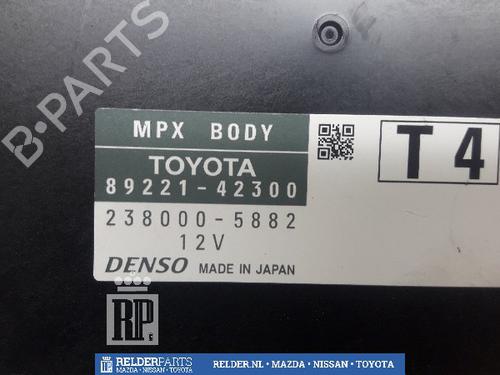 B-PARTS
MPX BODY
TOYOTA
89221-42300
238000-5882
12V
DENSO MADE IN JAPAN
T4
RP.
RELDERPARTS
MAZDA • NISSAN • TOYOTA
RELDER.NL - MAZDA - NISSAN - TOYOTA